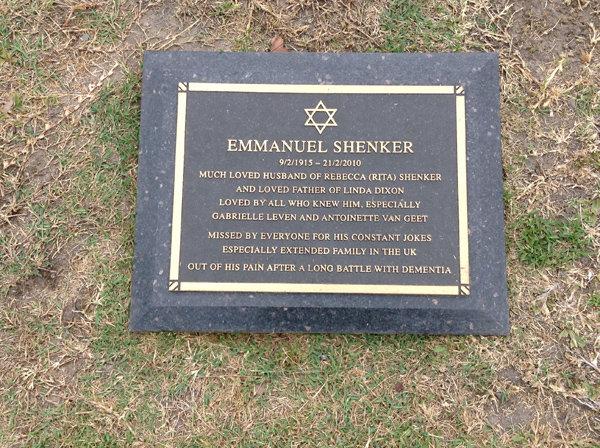 EMMANUEL SHENKER
9/2/1915 – 21/2/2010
MUCH LOVED HUSBAND OF REBECCA (RITA) SHENKER
AND LOVED FATHER OF LINDA DIXON
LOVED BY ALL WHO KNEW HIM, ESPECIALLY
GABRIELLE LEVEN AND ANTOINETTE VAN GEET
MISSED BY EVERYONE FOR HIS CONSTANT JOKES
ESPECIALLY EXTENDED FAMILY IN THE UK
OUT OF HIS PAIN AFTER A LONG BATTLE WITH DEMENTIA